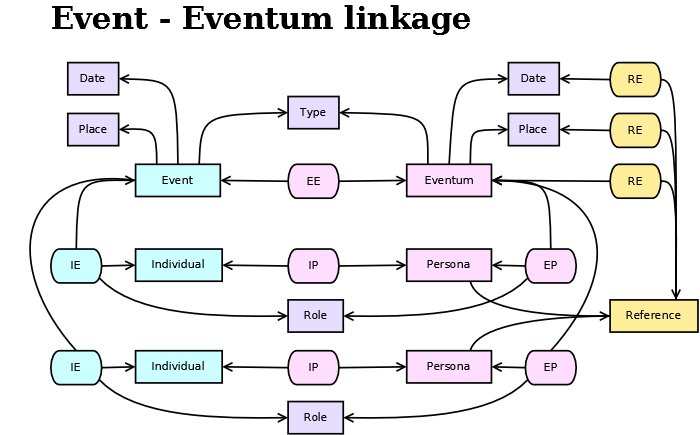 Event - Eventum linkage
Date
Date
RE
Place
Type
Place
RE
Event
EE
Eventum
RE
IE
Individual
IP
Persona
EP
Role
Reference
IE
Individual
IP
Persona
EP
Role